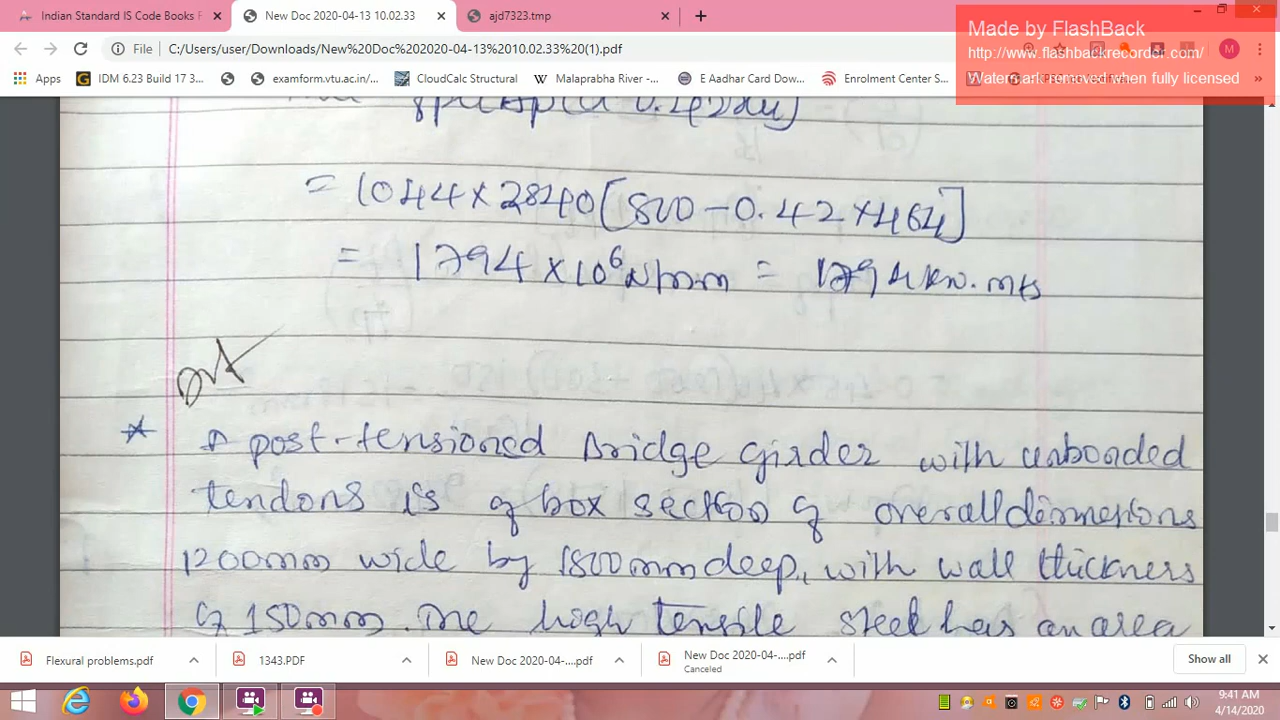 Indian Standard IS Code Books F
New Doc 2020-04-13 10.02.33
ajd7323.tmp
Made by FlashBack
http://www.flashbackrecorder.com/
Watermark removed when fully licensed
File
C:/Users/user/Downloads/New%20Doc%202020-04-13%2010.02.33%20(1).pdf
M
Apps
IDM 6.23 Build 17 3...
examform.vtu.ac.in/...
CloudCalc Structural
Malaprabha River -...
E Aadhar Card Dow...
Enrolment Center S...
= 1044 x 2840 [800 - 0.42 x 464]
= 1794 x 10⁶ N/mm = 1794 kN.mts
* A post-tensioned Bridge girder with unbonded
tendons is of box section of overall dimensions
1200mm wide by 1800mm deep, with wall thickness
of 150mm. The high tensile steel has an area
Flexural problems.pdf
1343.PDF
New Doc 2020-04-....pdf
New Doc 2020-04-....pdf
Canceled
Show all
9:41 AM
4/14/2020